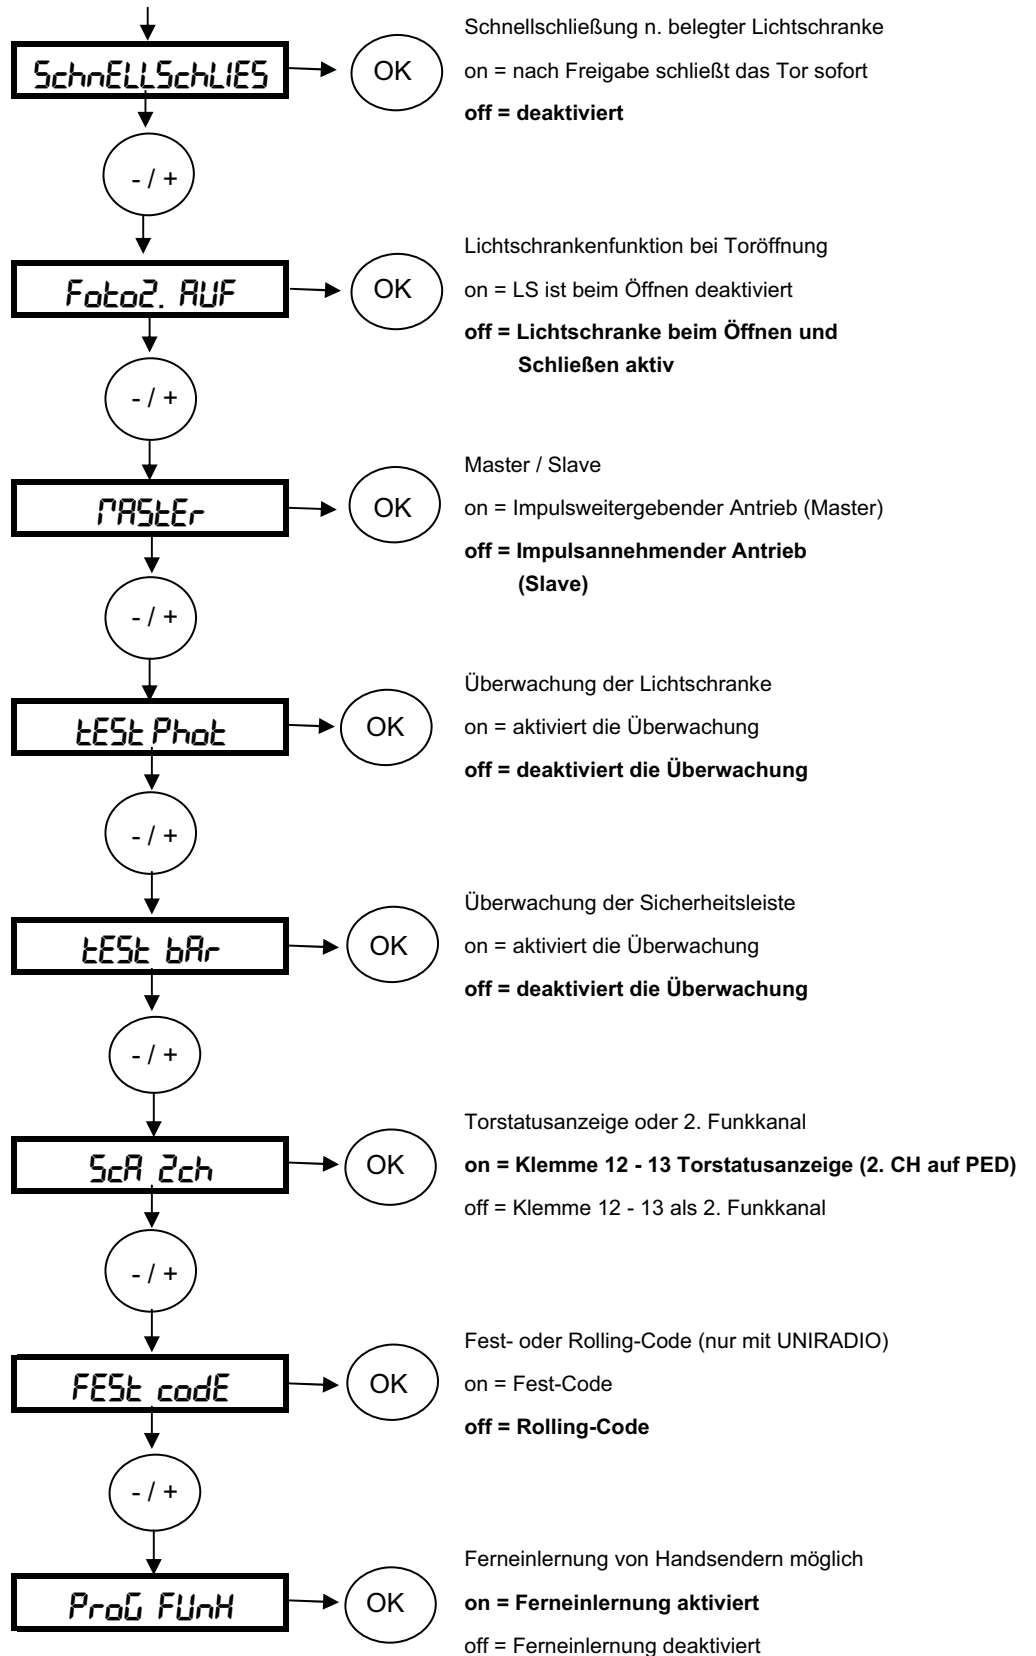 SchnELLSchLIES
OK
Schnellschließung n. belegter Lichtschranke
on = nach Freigabe schließt das Tor sofort
off = deaktiviert
- / +
Foto2. AUF
OK
Lichtschrankenfunktion bei Toröffnung
on = LS ist beim Öffnen deaktiviert
off = Lichtschranke beim Öffnen und
Schließen aktiv
- / +
MAStEr
OK
Master / Slave
on = Impulsweitergebender Antrieb (Master)
off = Impulsannehmender Antrieb
(Slave)
- / +
tESt Phot
OK
Überwachung der Lichtschranke
on = aktiviert die Überwachung
off = deaktiviert die Überwachung
- / +
tESt bAr
OK
Überwachung der Sicherheitsleiste
on = aktiviert die Überwachung
off = deaktiviert die Überwachung
- / +
ScA 2ch
OK
Torstatusanzeige oder 2. Funkkanal
on = Klemme 12 - 13 Torstatusanzeige (2. CH auf PED)
off = Klemme 12 - 13 als 2. Funkkanal
- / +
FESt codE
OK
Fest- oder Rolling-Code (nur mit UNIRADIO)
on = Fest-Code
off = Rolling-Code
- / +
ProG FUnH
OK
Ferneinlernung von Handsendern möglich
on = Ferneinlernung aktiviert
off = Ferneinlernung deaktiviert